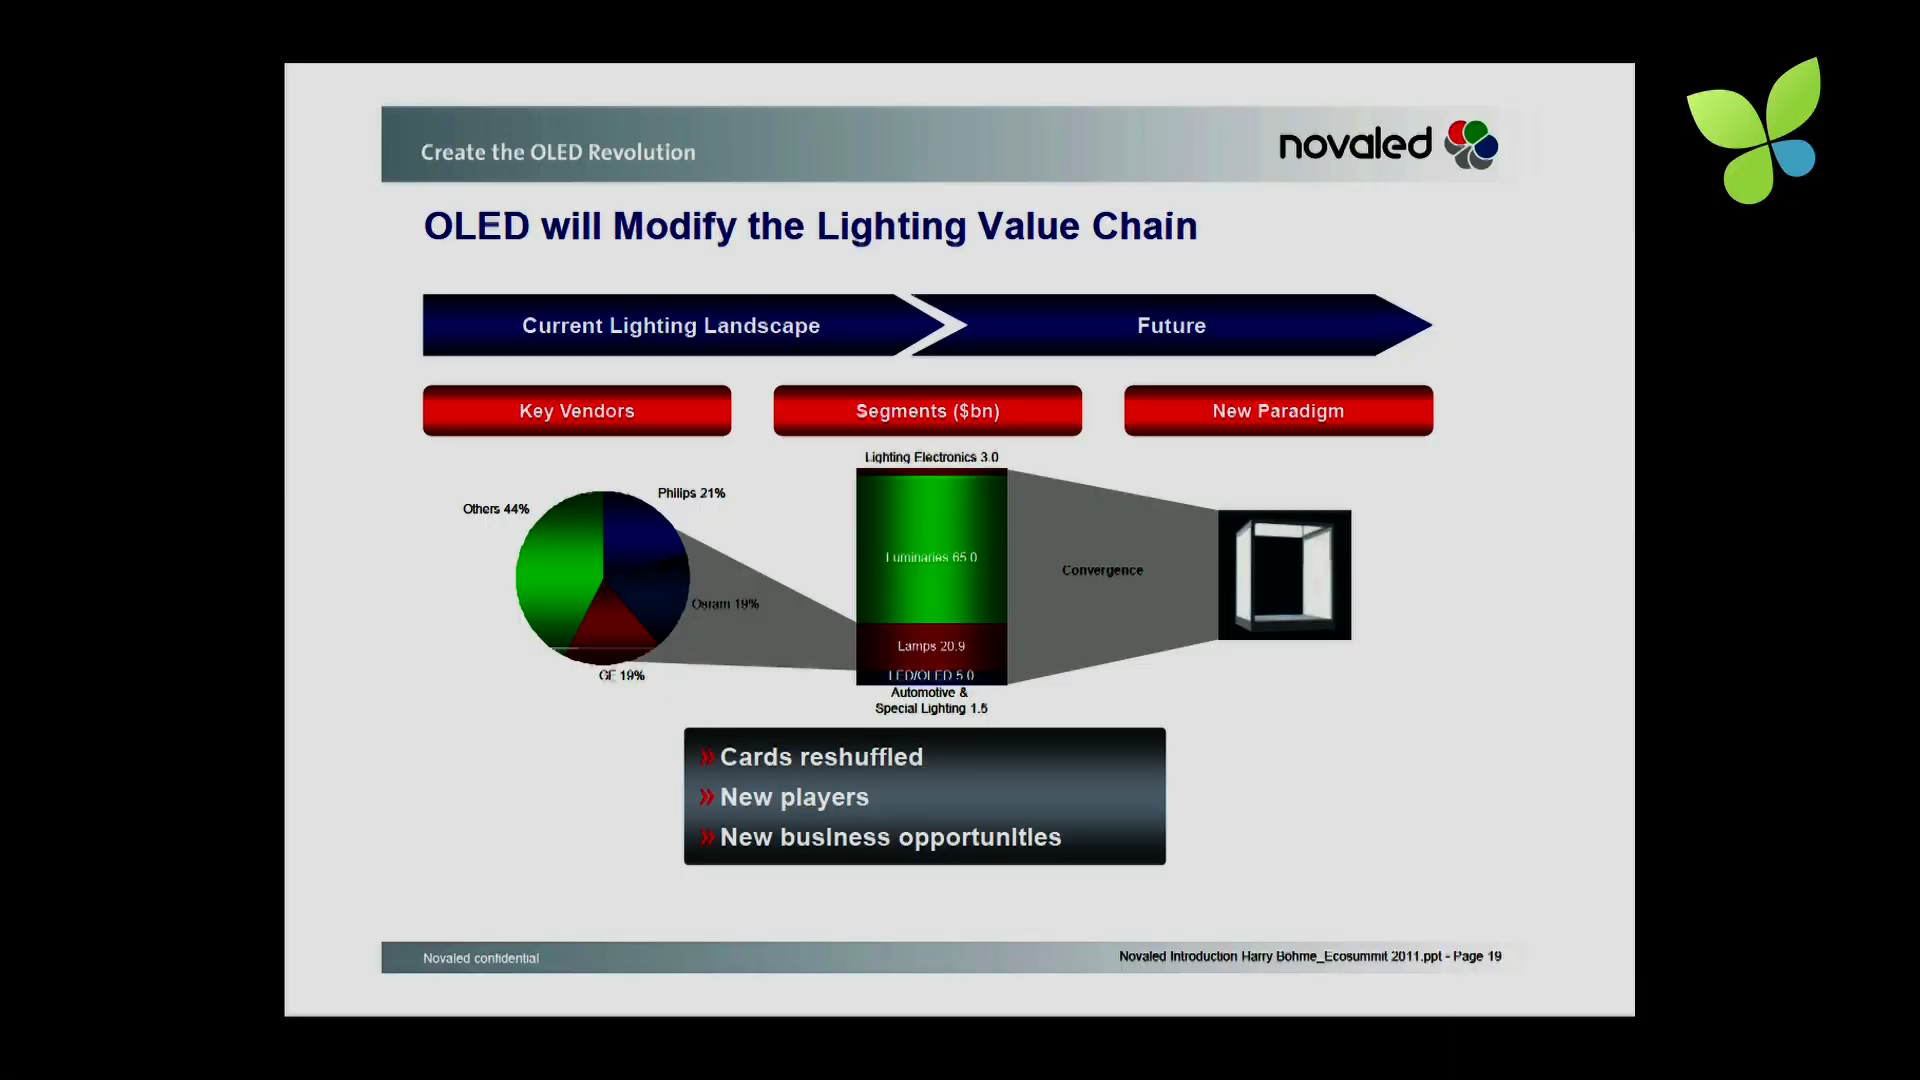 Create the OLED Revolution
novaled
OLED will Modify the Lighting Value Chain
Current Lighting Landscape
Future
Key Vendors
Segments ($bn)
New Paradigm
Lighting Electronics 3.0
Philips 21%
Others 44%
Luminaries 65.0
Convergence
Osram 19%
Lamps 20.9
GE 19%
LED/OLED 5.0
Automotive &
Special Lighting 1.5
» Cards reshuffled
» New players
» New business opportunities
Novaled confidential
Novaled Introduction Harry Böhme_Ecosummit 2011.ppt - Page 19